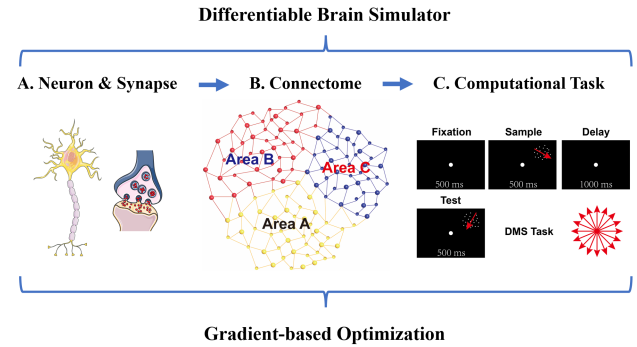 Differentiable Brain Simulator
A. Neuron & Synapse
B. Connectome
C. Computational Task
Area B
Area C
Area A
Fixation
Sample
Delay
500 ms
500 ms
1000 ms
Test
500 ms
DMS Task
Gradient-based Optimization